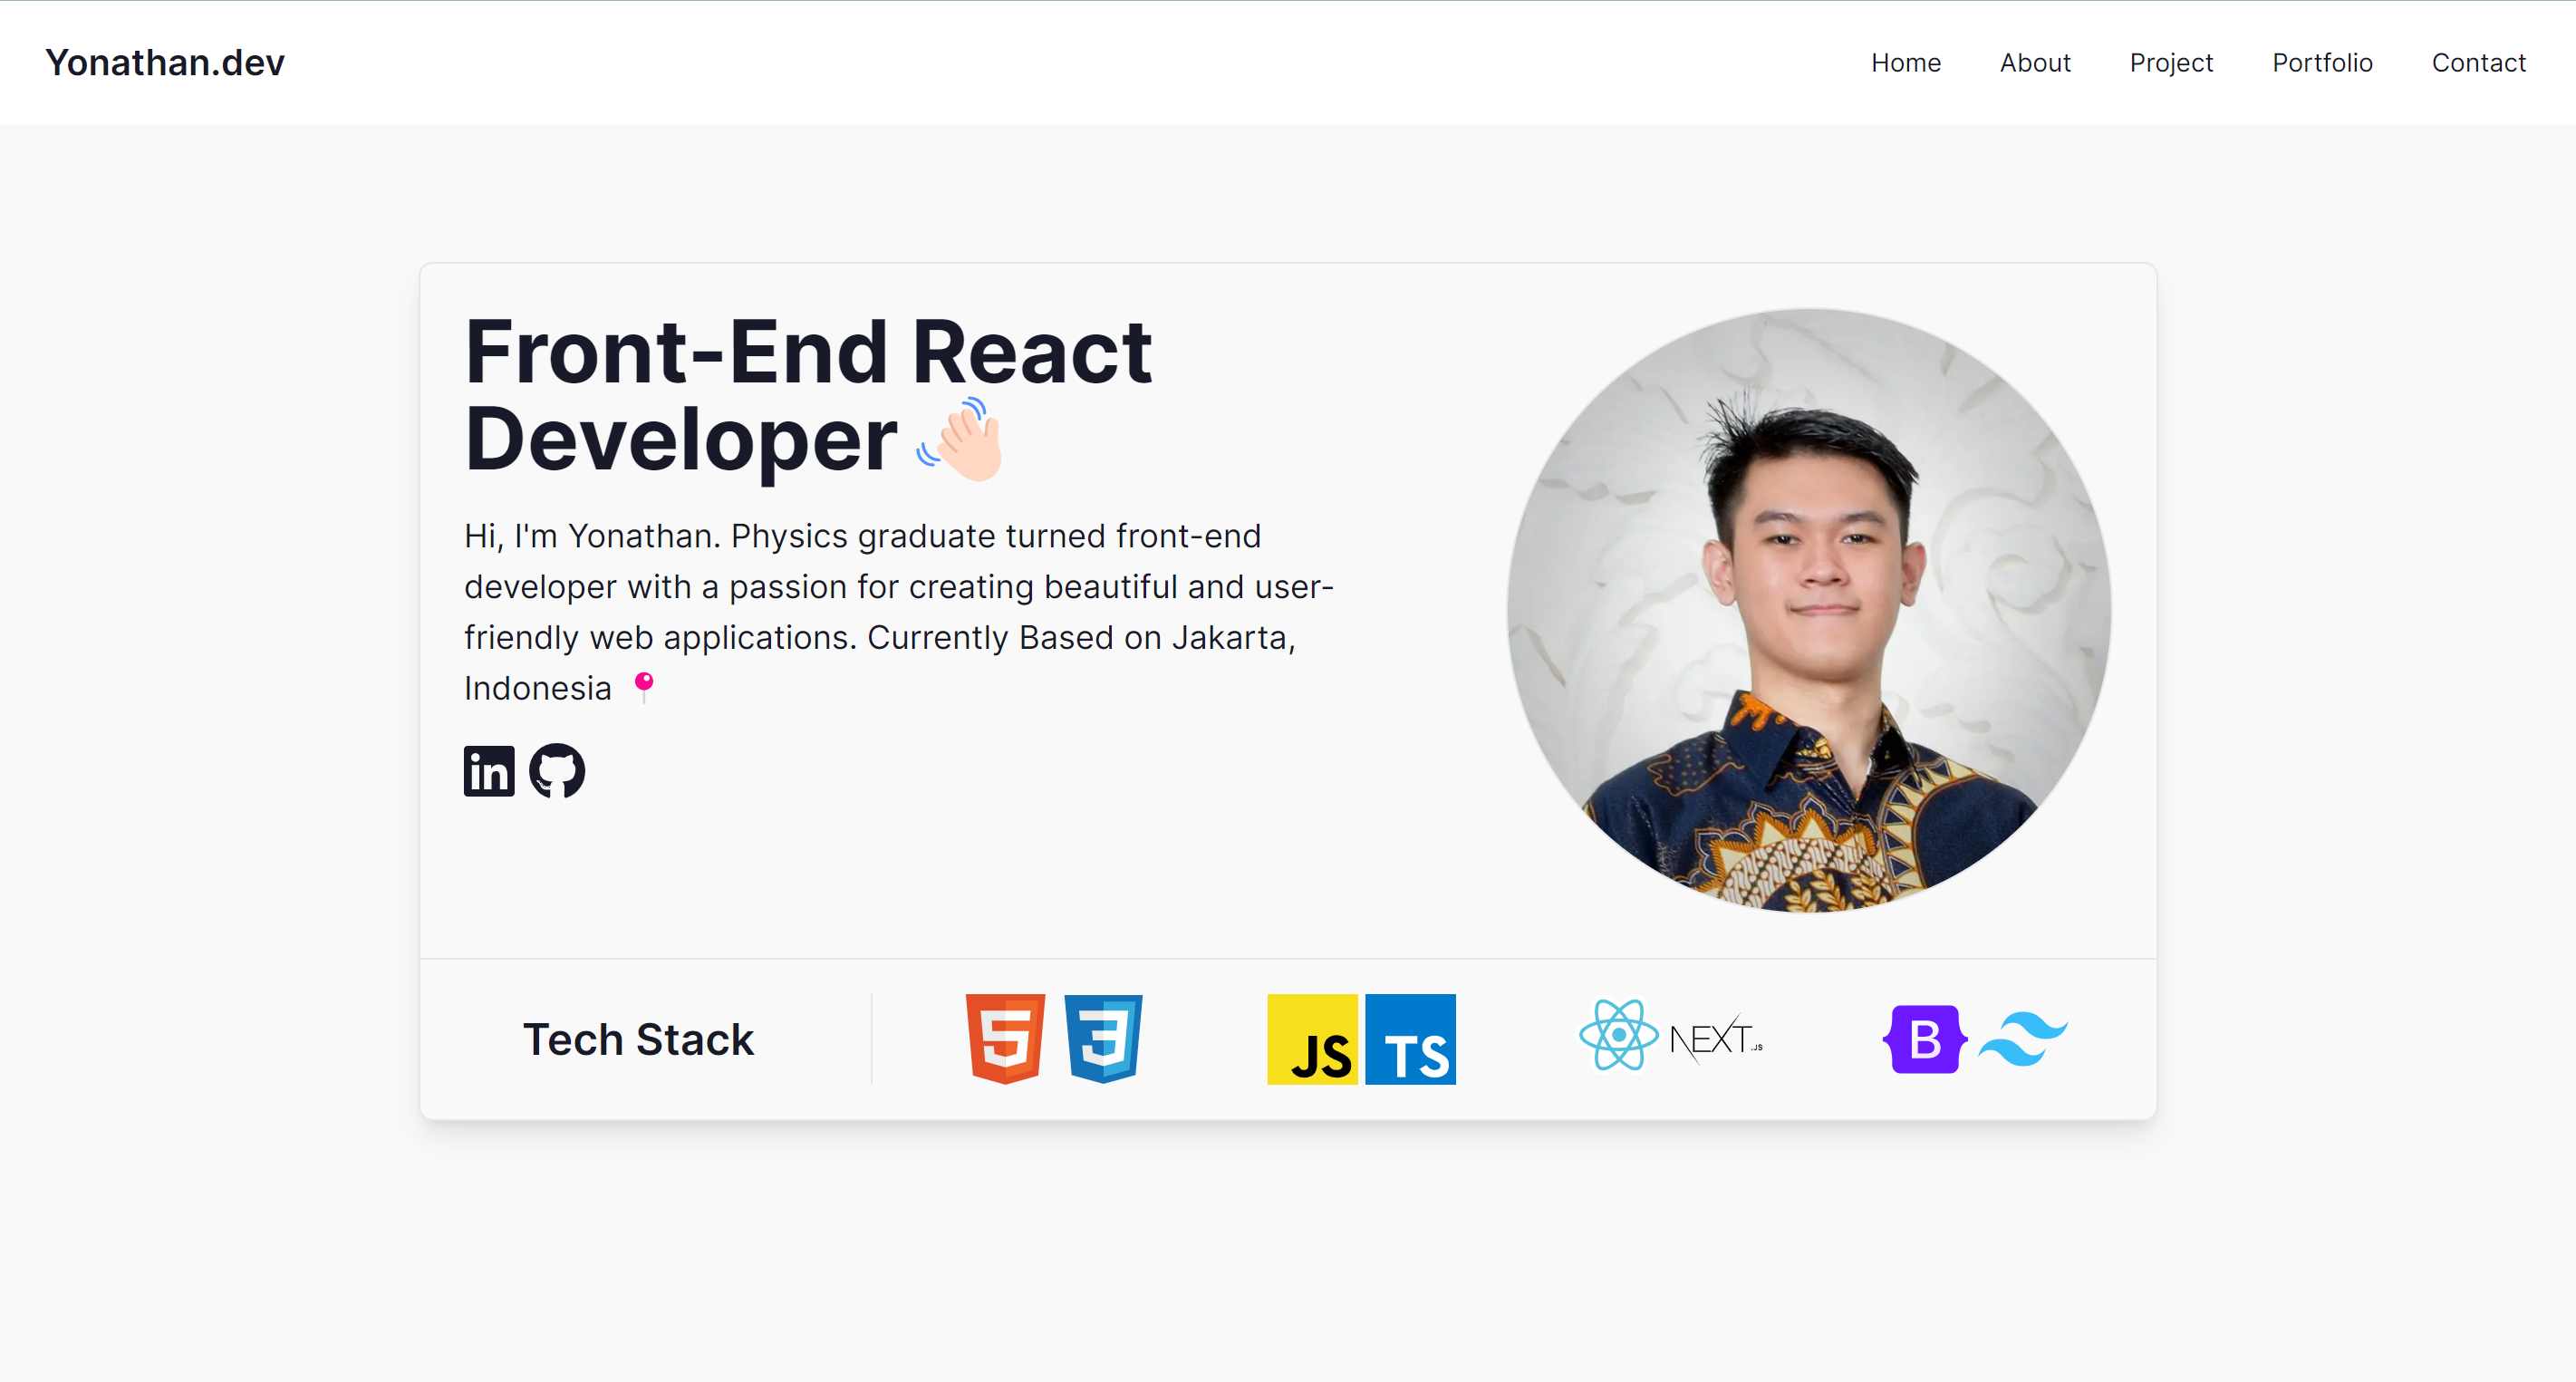 Yonathan.dev
Home
About
Project
Portfolio
Contact
Front-End React
Developer
Hi, I'm Yonathan. Physics graduate turned front-end
developer with a passion for creating beautiful and user-
friendly web applications. Currently Based on Jakarta,
Indonesia
in
Tech Stack
5
3
JS
TS
NEXT.JS
B